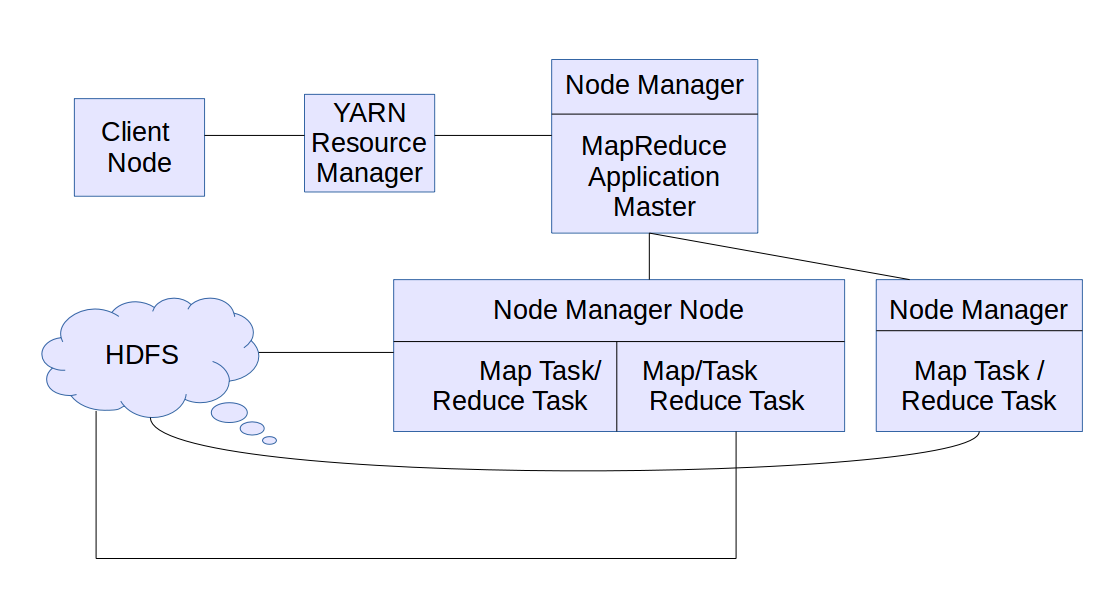 Client
Node
YARN
Resource
Manager
Node Manager
MapReduce
Application
Master
HDFS
Node Manager Node
Map Task/
Reduce Task
Map/Task
Reduce Task
Node Manager
Map Task /
Reduce Task